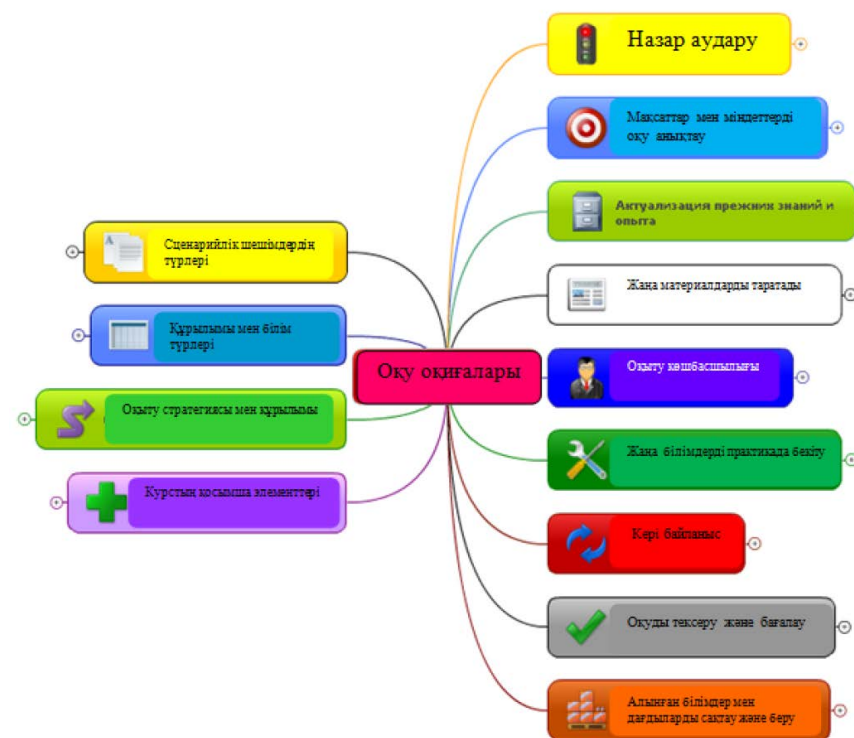 Назар аудару
Мақсаттар мен міндеттерді
оқу анықтау
Актуализация прежних знаний и
опыта
Жаңа материалдарды таратады
Оқыту көшбасшылығы
Жаңа білімдерді практикада бекіту
Кері байланыс
Оқуды тексеру және бағалау
Алынған білімдер мен
дағдыларды сақтау және беру
Оқу оқиғалары
Сценарийлік шешімдердің
түрлері
Құрылымы мен білім
түрлері
Оқыту стратегиясы мен құрылымы
Курстың қосымша элементтері